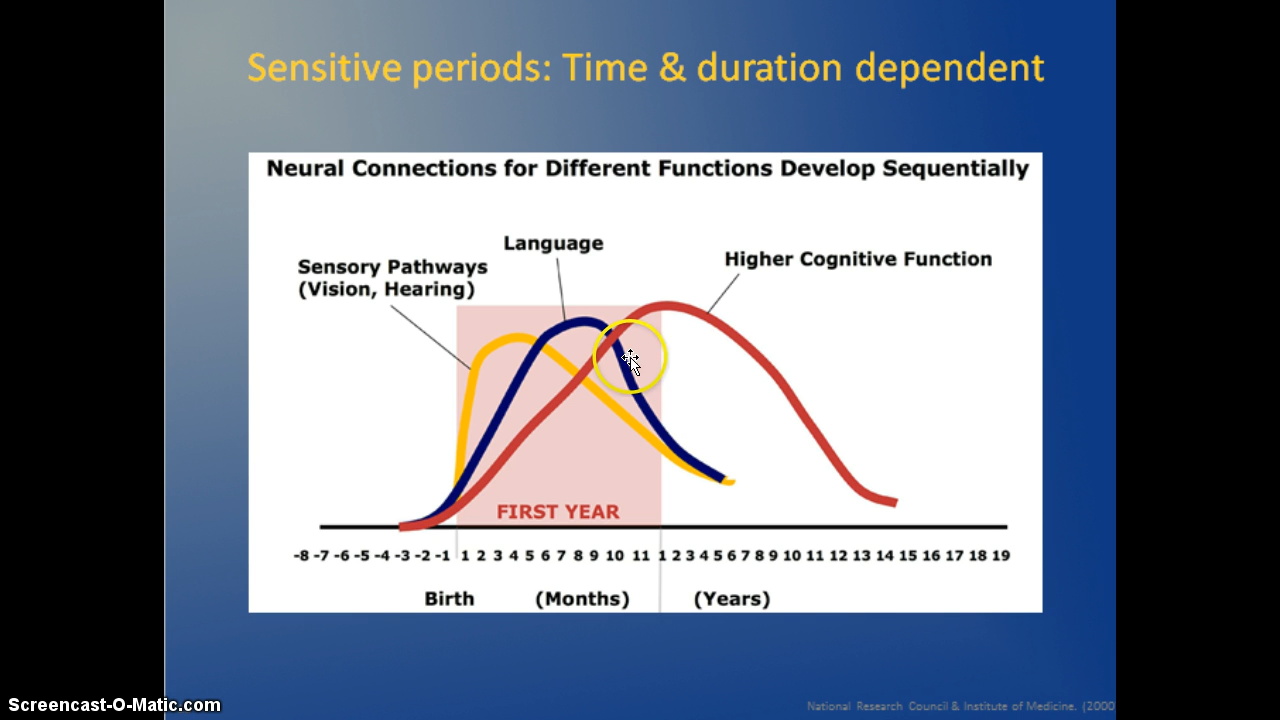 Sensitive periods: Time & duration dependent
Neural Connections for Different Functions Develop Sequentially
Language
Sensory Pathways
(Vision, Hearing)
Higher Cognitive Function
FIRST YEAR
-8 -7 -6 -5 -4 -3 -2 -1 1 2 3 4 5 6 7 8 9 10 11 1 2 3 4 5 6 7 8 9 10 11 12 13 14 15 16 17 18 19
Birth (Months) (Years)
Screencast-O-Matic.com
National Research Council & Institute of Medicine. (2000